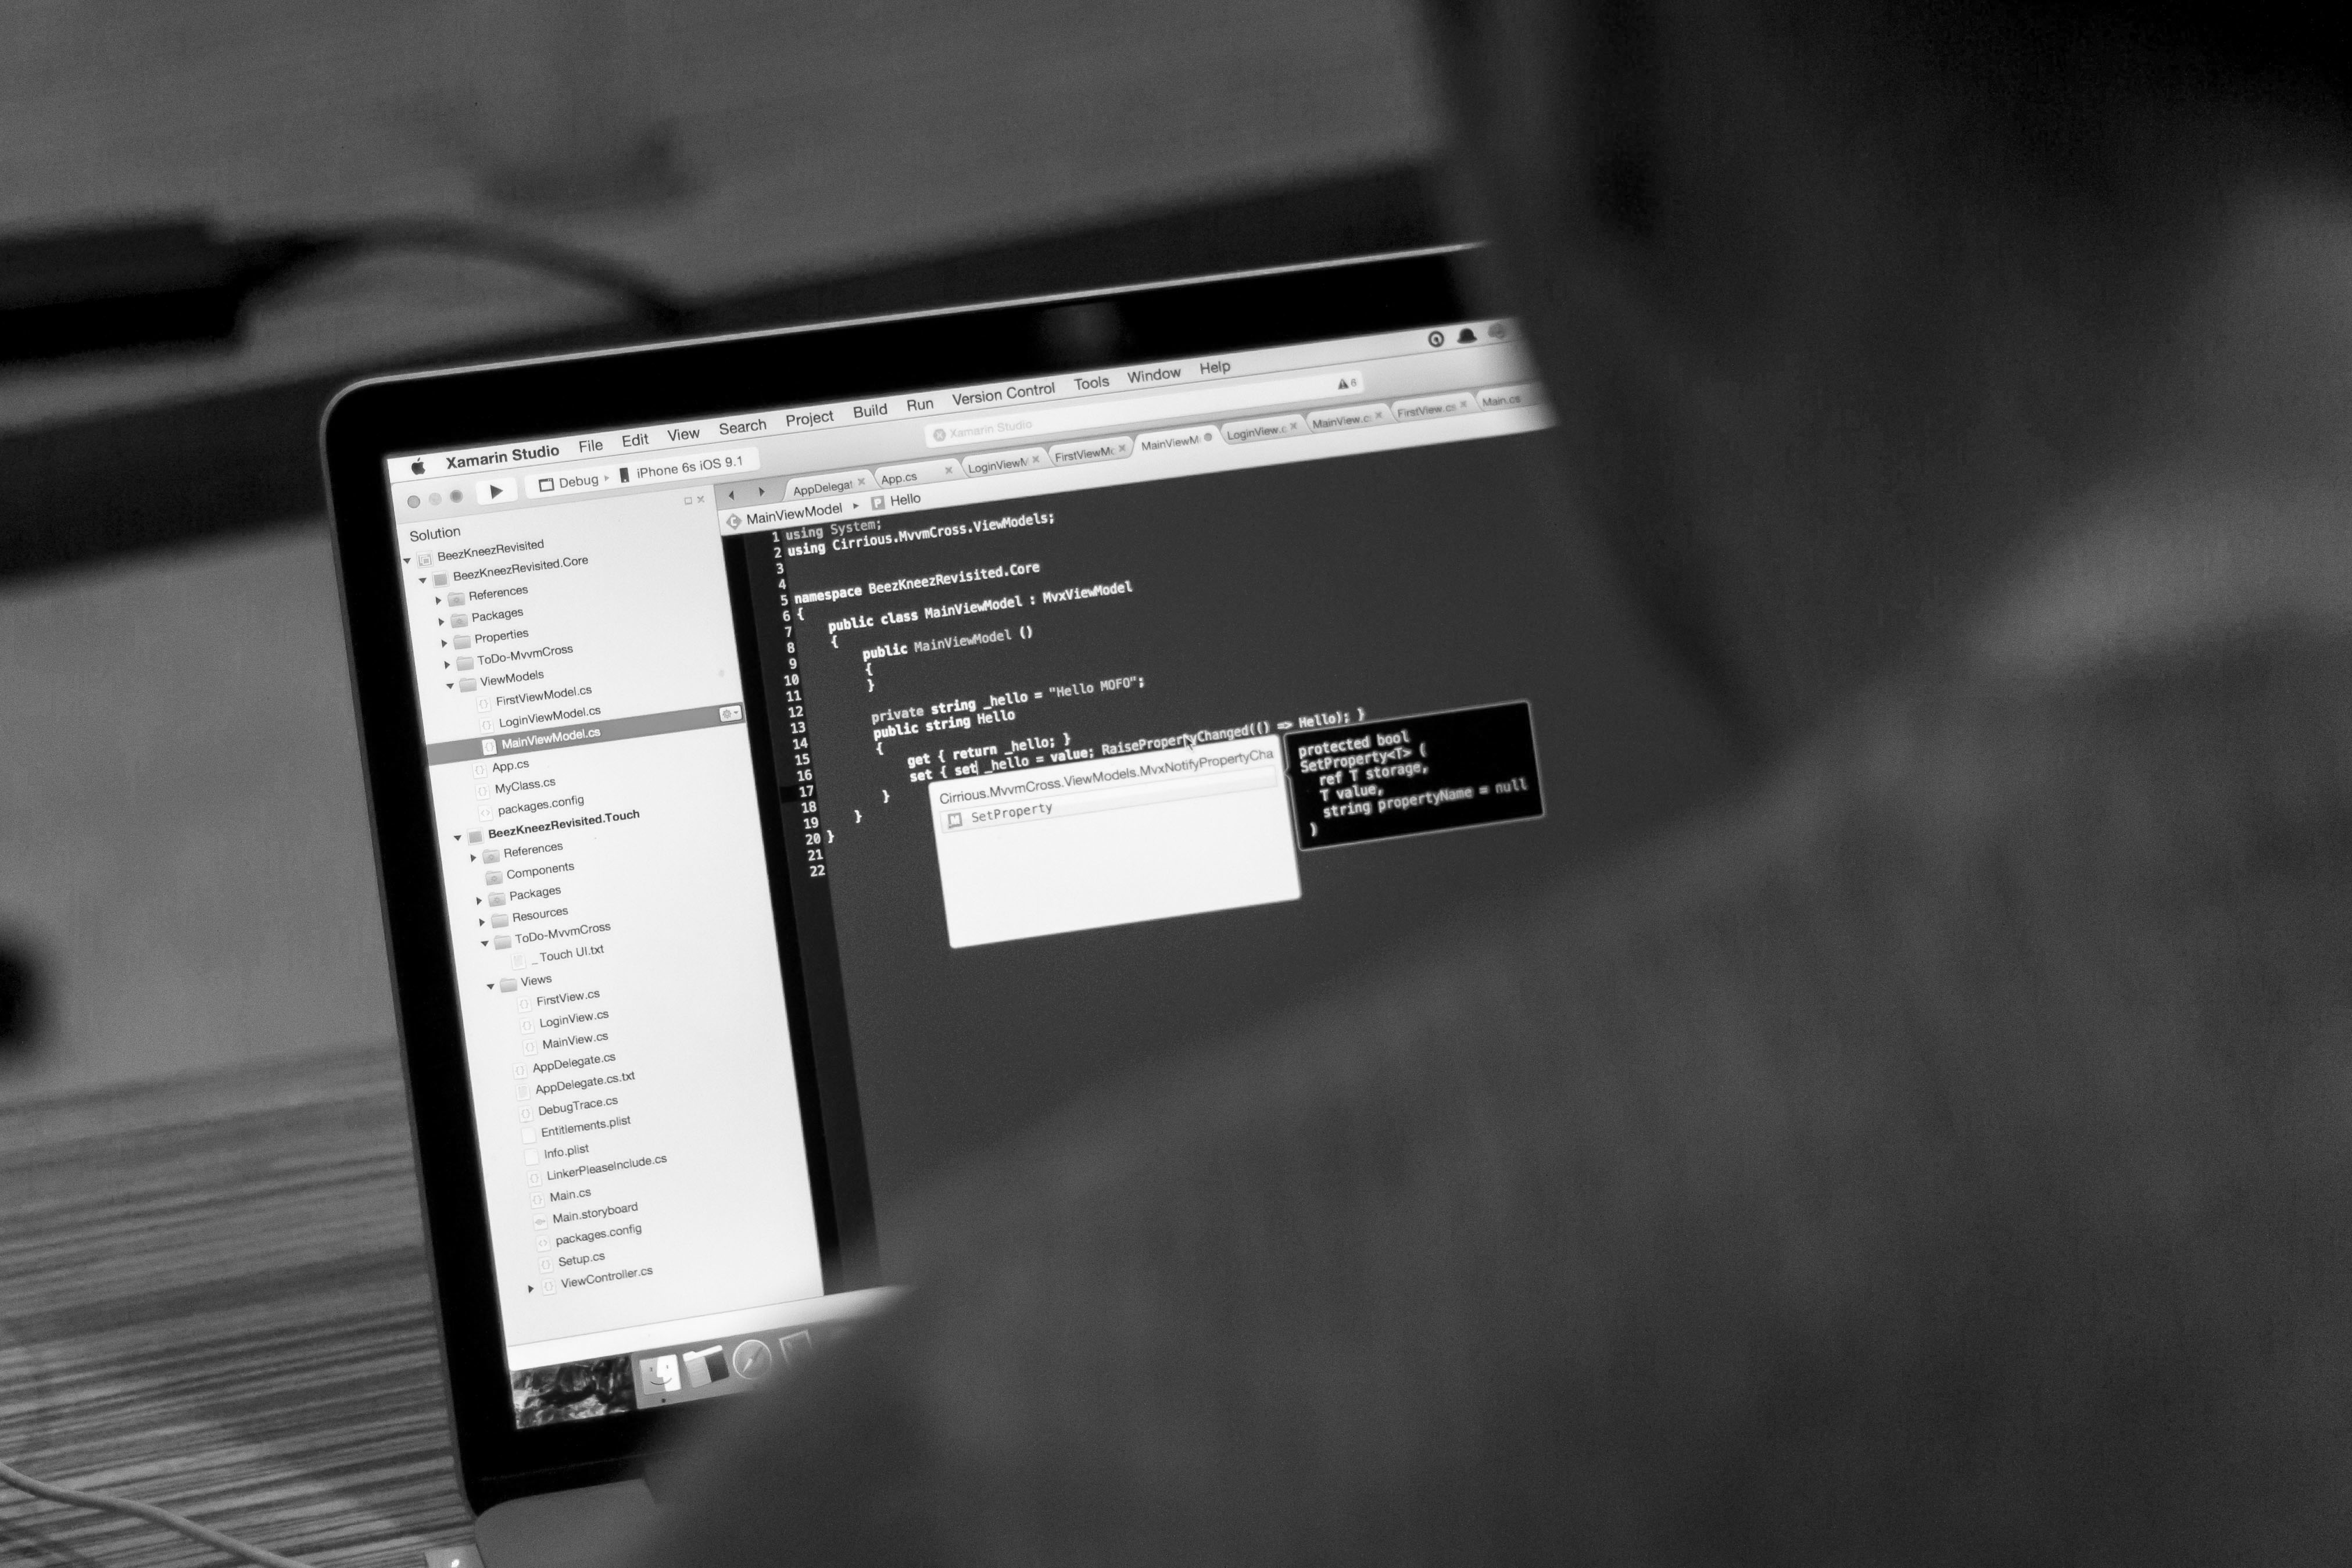 Xamarin Studio File Edit View Search Project Build Run Version Control Tools Window Help
Debug iPhone 6s iOS 9.1
Xamarin Studio
6
AppDelegat App.cs LoginViewM FirstViewMc MainViewM LoginView.c MainView.c FirstView.cs Main.cs
MainViewModel Hello
Solution
BeezKneezRevisited
BeezKneezRevisited.Core
References
Packages
Properties
ToDo-MvvmCross
ViewModels
FirstViewModel.cs
LoginViewModel.cs
MainViewModel.cs
App.cs
MyClass.cs
packages.config
BeezKneezRevisited.Touch
References
Components
Packages
Resources
ToDo-MvvmCross
_ Touch UI.txt
Views
FirstView.cs
LoginView.cs
MainView.cs
AppDelegate.cs
AppDelegate.cs.txt
DebugTrace.cs
Entitlements.plist
Info.plist
LinkerPleaseInclude.cs
Main.cs
Main.storyboard
packages.config
Setup.cs
ViewController.cs
1 using System;
2 using Cirrious.MvvmCross.ViewModels;
3
4
5 namespace BeezKneezRevisited.Core
6 {
7 public class MainViewModel : MvxViewModel
8 {
9 public MainViewModel ()
10 {
11 }
12
13 private string _hello = "Hello MOFO";
14 public string Hello
15 {
16 get { return _hello; }
17 set { set _hello = value; RaisePropertyChanged(() => Hello); }
18 }
19 }
20 }
21
22
Cirrious.MvvmCross.ViewModels.MvxNotifyPropertyCha
SetProperty
protected bool
SetProperty<T> (
ref T storage,
T value,
string propertyName = null
)